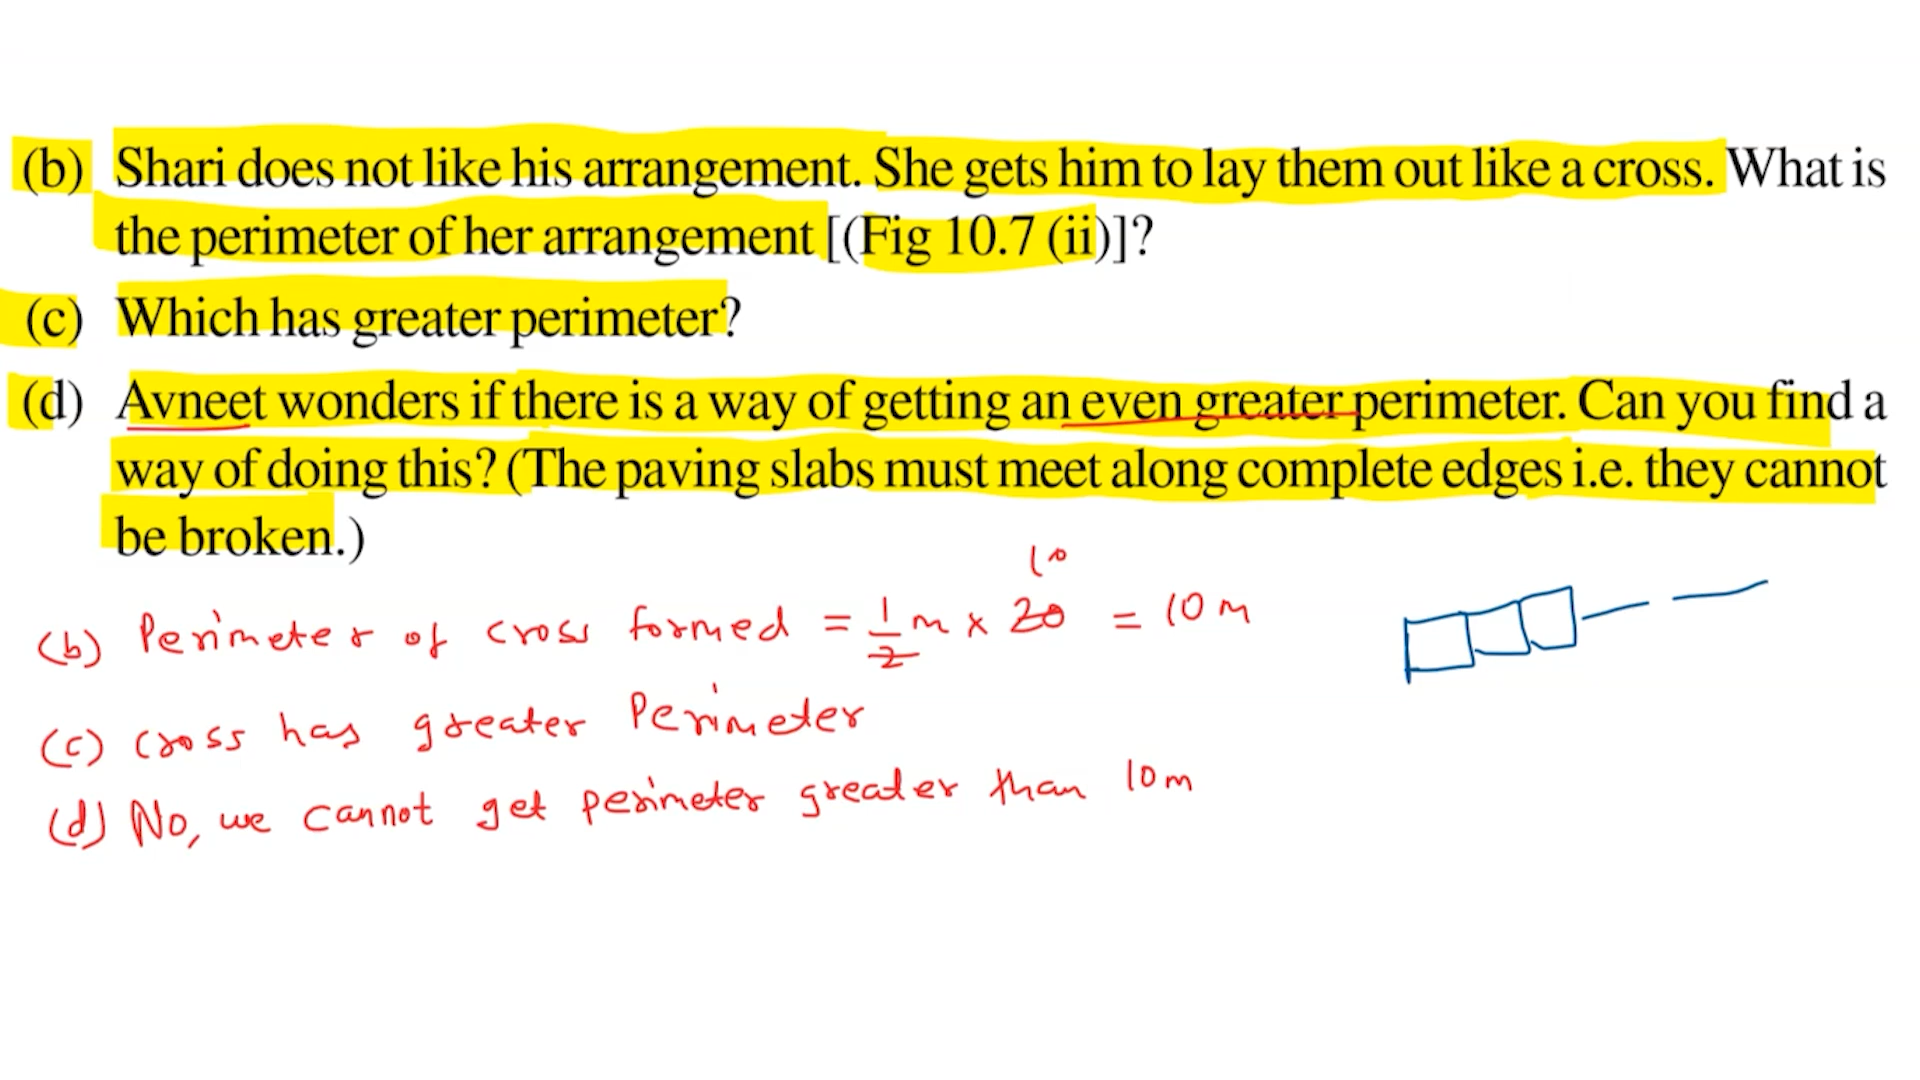 (b) Shari does not like his arrangement. She gets him to lay them out like a cross. What is
the perimeter of her arrangement [(Fig 10.7 (ii)]?
(c) Which has greater perimeter?
(d) Avneet wonders if there is a way of getting an even greater perimeter. Can you find a
way of doing this? (The paving slabs must meet along complete edges i.e. they cannot
be broken.)
10
(b) Perimeter of cross formed = 1/2 m x 20 = 10 m
(c) Cross has greater Perimeter
(d) No, we cannot get perimeter greater than 10m